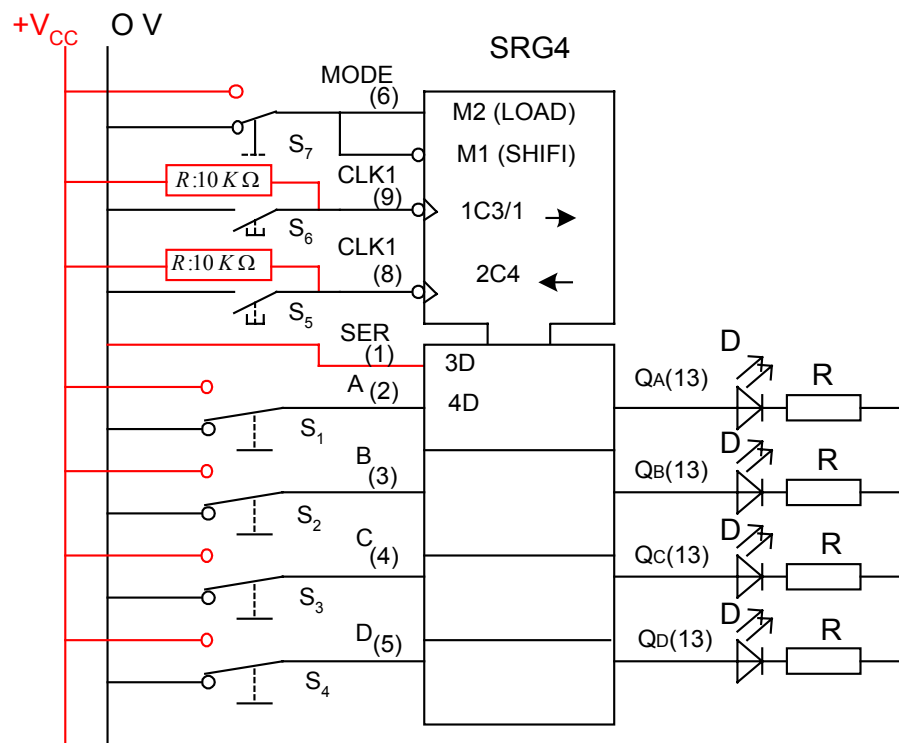 +VCC O V
SRG4
MODE
(6)
M2 (LOAD)
S7
M1 (SHIFI)
R:10 K Ω
CLK1
(9)
1C3/1
S6
R:10 K Ω
CLK1
(8)
2C4
S5
SER
(1)
3D
A (2)
4D
QA(13)
D
R
S1
B
(3)
QB(13)
D
R
S2
C
(4)
QC(13)
D
R
S3
D(5)
QD(13)
D
R
S4